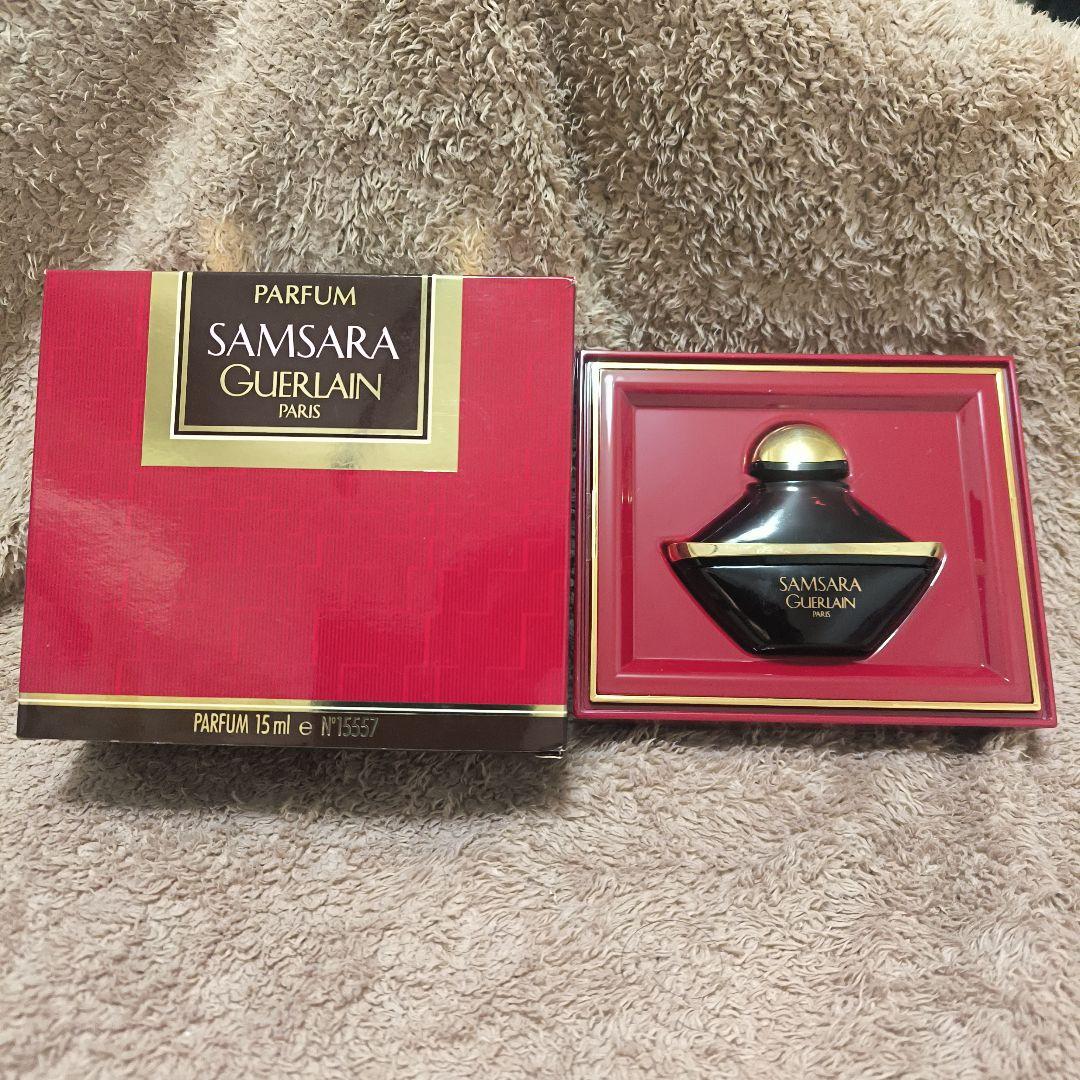 PARFUM
SAMSARA
GUERLAIN
PARIS
PARFUM 15 ml e N°15557
SAMSARA
GUERLAIN
PARIS